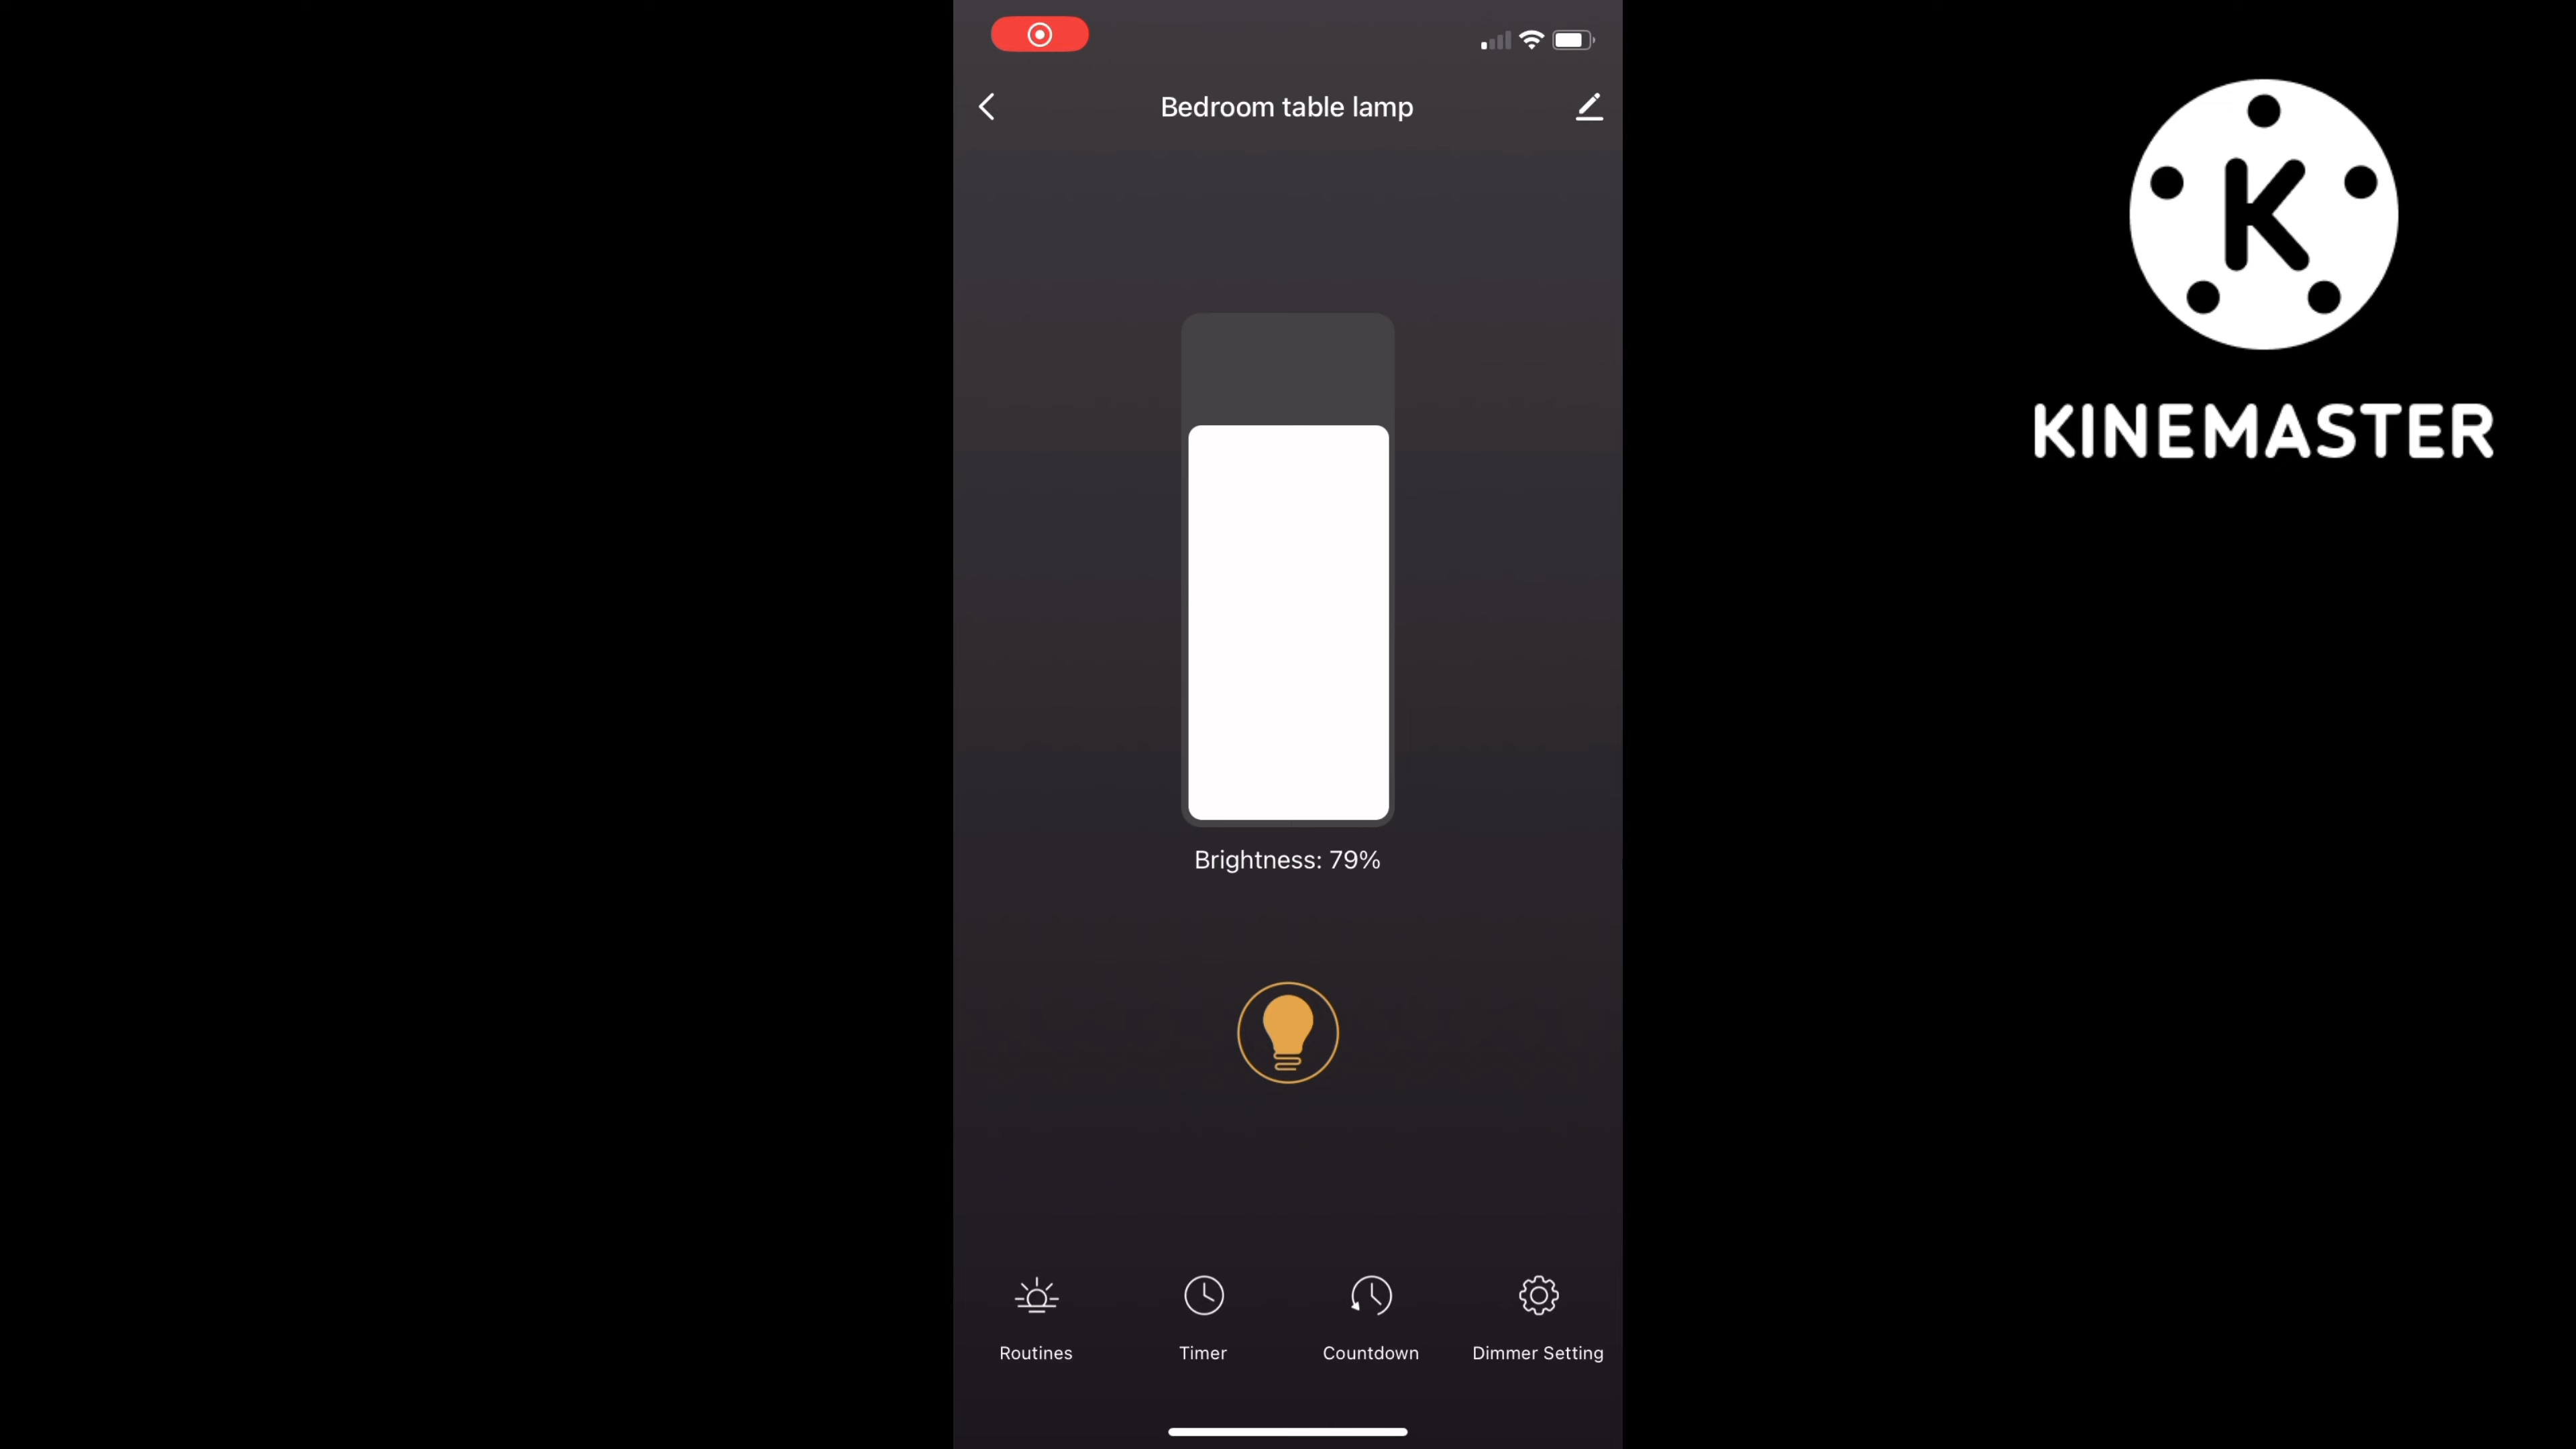 Bedroom table lamp
K
KINEMASTER
Brightness: 79%
Routines
Timer
Countdown
Dimmer Setting